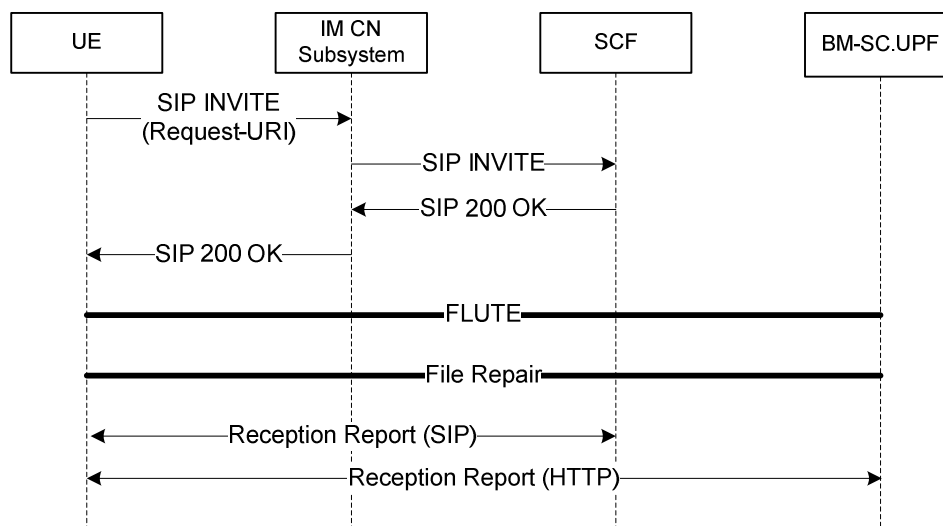 UE
IM CN
Subsystem
SCF
BM-SC.UPF
SIP INVITE
(Request-URI)
SIP INVITE
SIP 200 OK
SIP 200 OK
FLUTE
File Repair
Reception Report (SIP)
Reception Report (HTTP)